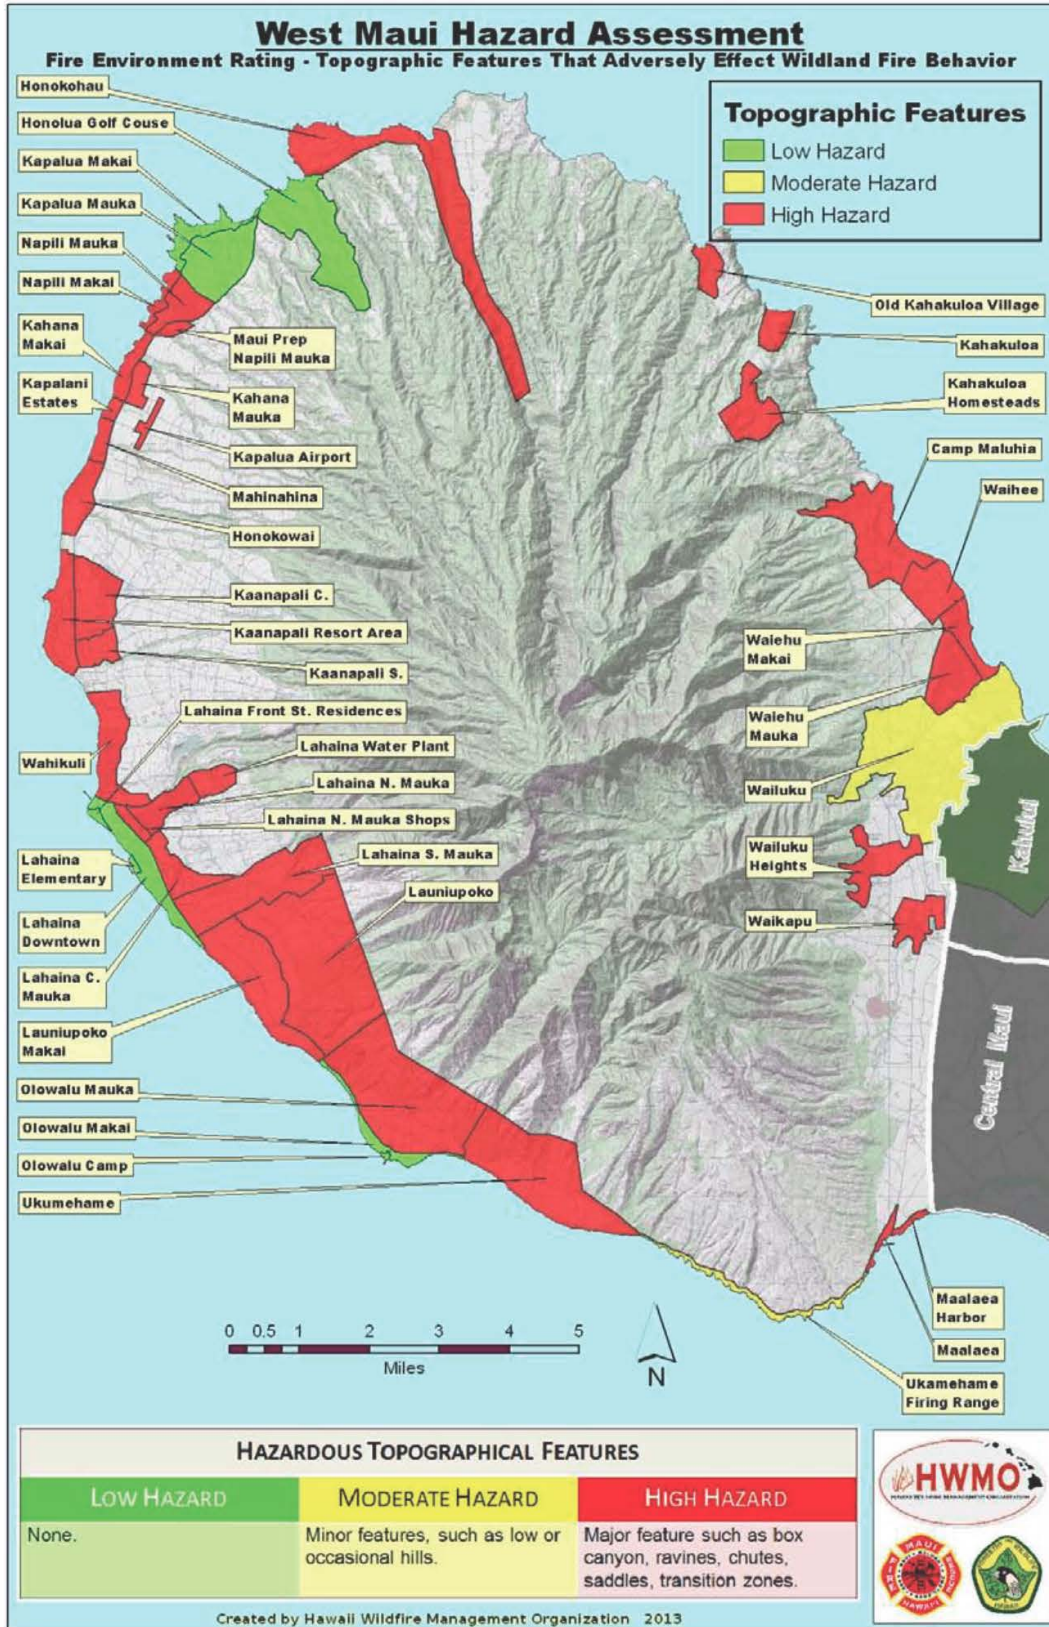 West Maui Hazard Assessment
Fire Environment Rating - Topographic Features That Adversely Effect Wildland Fire Behavior
Topographic Features
Low Hazard
Moderate Hazard
High Hazard
Honokohau
Honolua Golf Couse
Kapalua Makai
Kapalua Mauka
Napili Mauka
Napili Makai
Kahana
Makai
Kapalani
Estates
Maui Prep
Napili Mauka
Kahana
Mauka
Kapalua Airport
Mahinahina
Honokowai
Kaanapali C.
Kaanapali Resort Area
Kaanapali S.
Lahaina Front St. Residences
Wahikuli
Lahaina Water Plant
Lahaina N. Mauka
Lahaina N. Mauka Shops
Lahaina S. Mauka
Launiupoko
Lahaina
Elementary
Lahaina
Downtown
Lahaina C.
Mauka
Launiupoko
Makai
Olowalu Mauka
Olowalu Makai
Olowalu Camp
Ukumehame
Old Kahakuloa Village
Kahakuloa
Kahakuloa
Homesteads
Camp Maluhia
Waihee
Waiehu
Makai
Waiehu
Mauka
Wailuku
Wailuku
Heights
Waikapu
Kahului
Central Maui
Maalaea
Harbor
Maalaea
Ukamehame
Firing Range
0 0.5 1 2 3 4 5
Miles
N
HAZARDOUS TOPOGRAPHICAL FEATURES
LOW HAZARD
MODERATE HAZARD
HIGH HAZARD
None.
Minor features, such as low or
occasional hills.
Major feature such as box
canyon, ravines, chutes,
saddles, transition zones.
HWMO
MAUI
FIRE
HAWAII
Created by Hawaii Wildfire Management Organization 2013